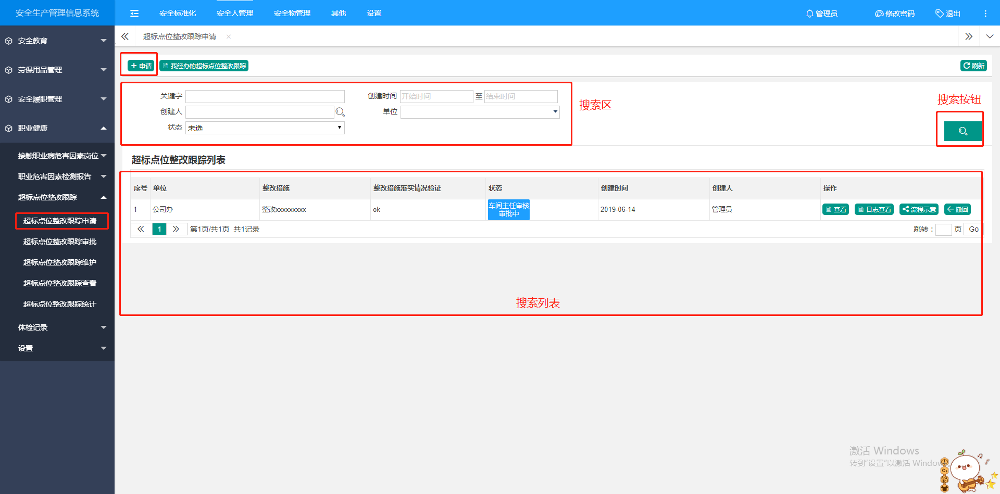 安全生产管理信息系统
安全标准化 安全人管理 安全物管理 其他 设置
管理员 修改密码 退出
安全教育
劳保用品管理
安全履职管理
职业健康
接触职业病危害因素岗位...
职业危害因素检测报告
超标点位整改跟踪
超标点位整改跟踪申请
超标点位整改跟踪审批
超标点位整改跟踪维护
超标点位整改跟踪查看
超标点位整改跟踪统计
体检记录
设置
超标点位整改跟踪申请 ×
+ 申请 我经办的超标点位整改跟踪 刷新
关键字 创建时间 开始时间 至 结束时间
创建人 单位
状态 未选
搜索区
搜索按钮
超标点位整改跟踪列表
序号 单位 整改措施 整改措施落实情况验证 状态 创建时间 创建人 操作
1 公司办 整改xxxxxxxxx ok 车间主任审核审批中 2019-06-14 管理员 查看 日志查看 流程示意 撤回
1 第1页/共1页 共1记录 跳转： 页 Go
搜索列表
激活 Windows
转到"设置"以激活 Windows。
中
简